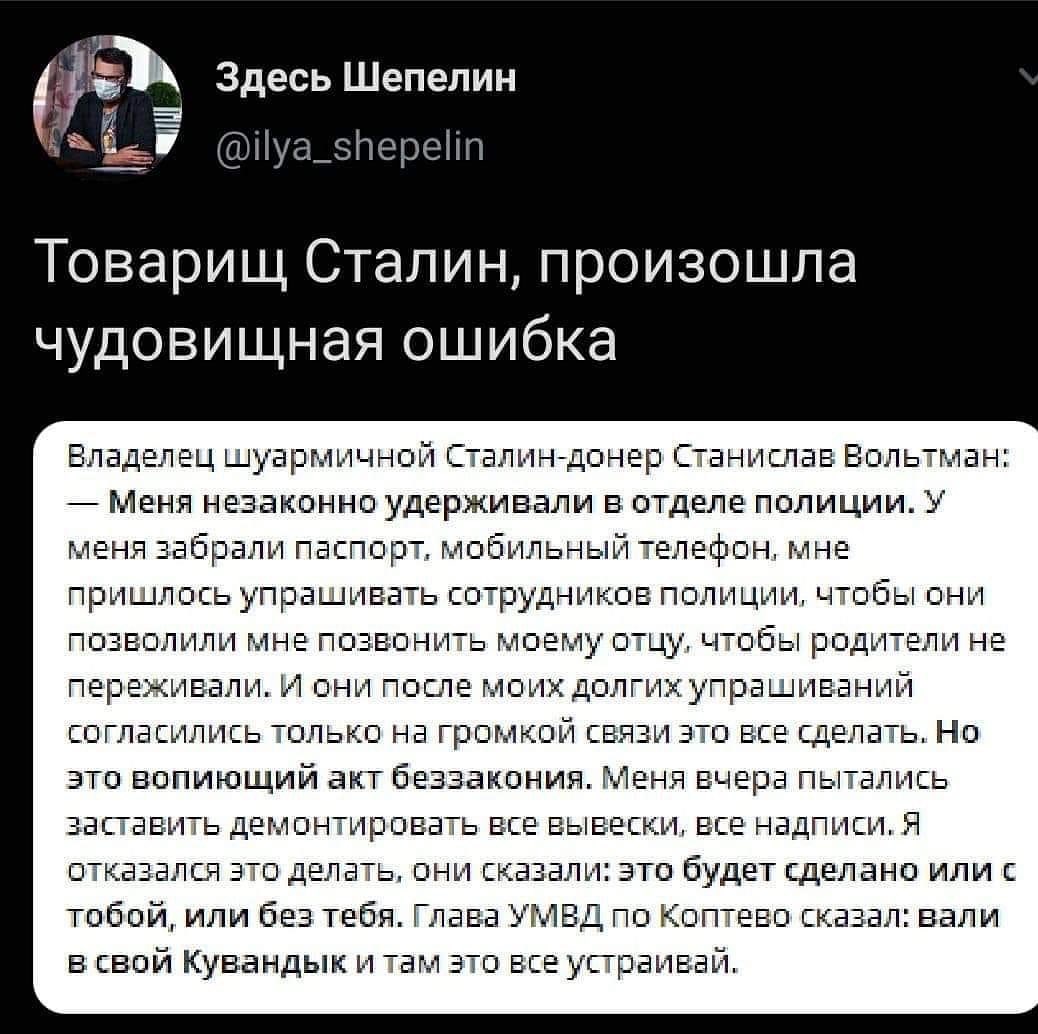 Здесь Шепелин
@ilya_shepelin
Товарищ Сталин, произошла
чудовищная ошибка
Владелец шуармичной Сталин-донер Станислав Вольтман:
— Меня незаконно удерживали в отделе полиции. У
меня забрали паспорт, мобильный телефон, мне
пришлось упрашивать сотрудников полиции, чтобы они
позволили мне позвонить моему отцу, чтобы родители не
переживали. И они после моих долгих упрашиваний
согласились только на громкой связи это все сделать. Но
это вопиющий акт беззакония. Меня вчера пытались
заставить демонтировать все вывески, все надписи. Я
отказался это делать, они сказали: это будет сделано или с
тобой, или без тебя. Глава УМВД по Коптево сказал: вали
в свой Кувандык и там это все устраивай.